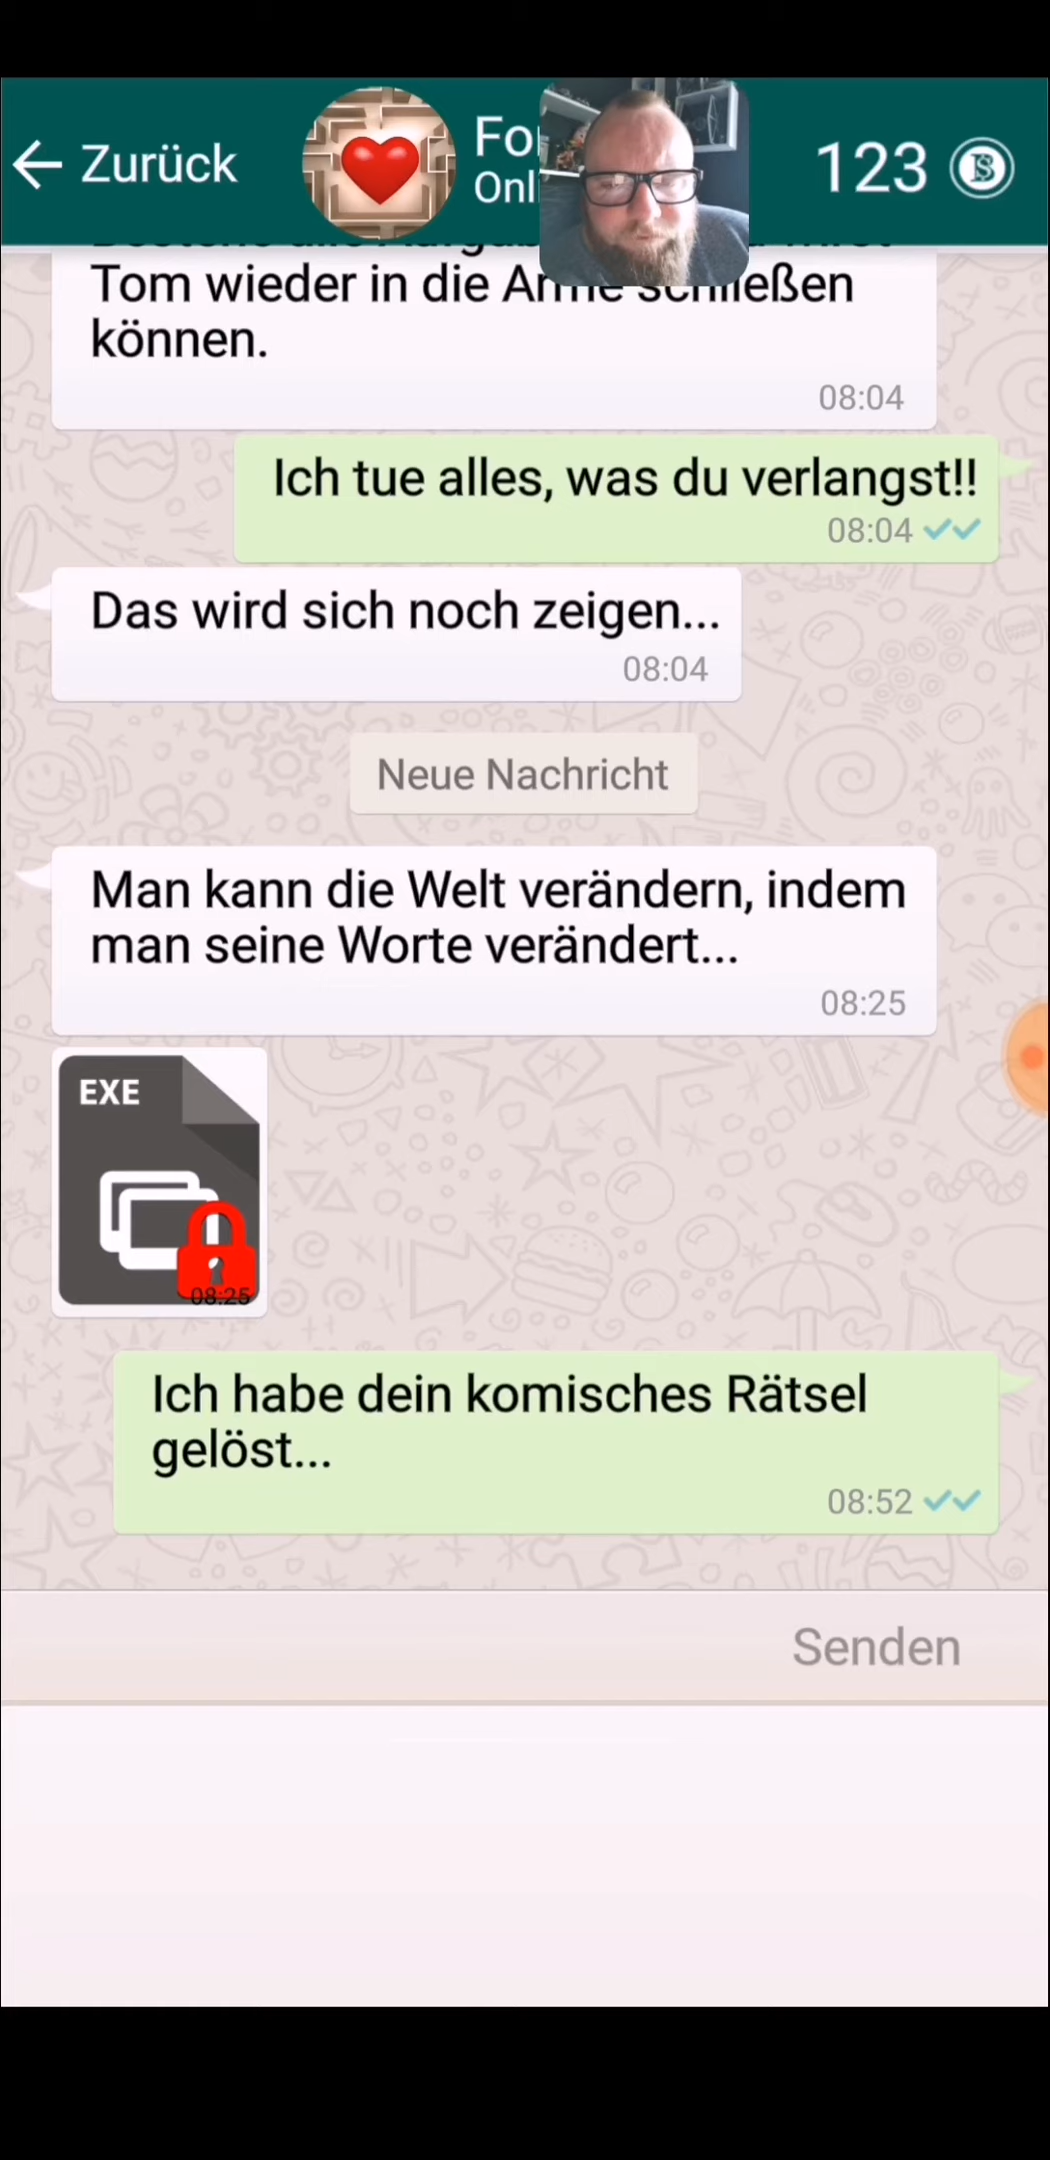 Zurück
123
Tom wieder in die Arme schließen
können.
08:04
Ich tue alles, was du verlangst!!
08:04
Das wird sich noch zeigen...
08:04
Neue Nachricht
Man kann die Welt verändern, indem
man seine Worte verändert...
08:25
EXE
08:25
Ich habe dein komisches Rätsel
gelöst...
08:52
Senden